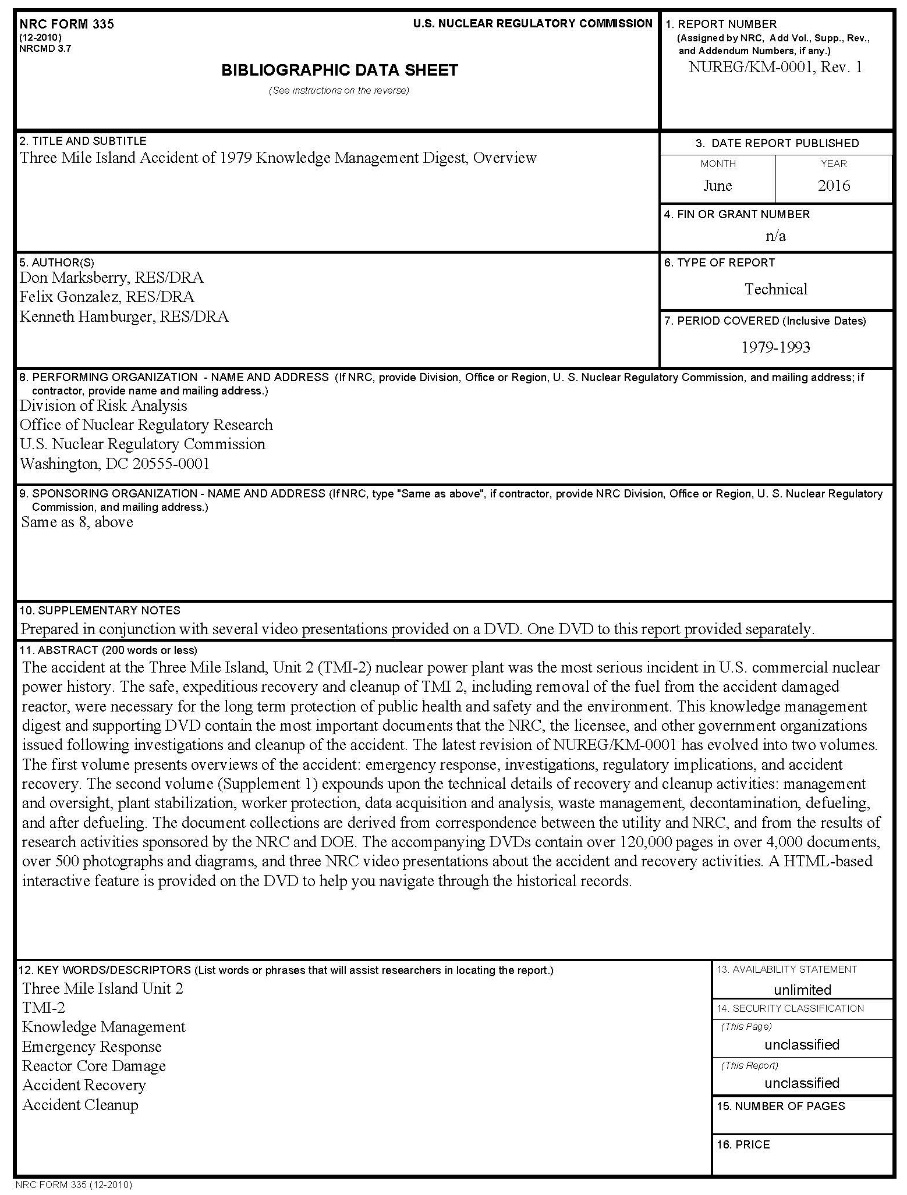 NRC FORM 335
(12-2010)
NRCMD 3.7
U.S. NUCLEAR REGULATORY COMMISSION
BIBLIOGRAPHIC DATA SHEET
(See instructions on the reverse)
1. REPORT NUMBER
(Assigned by NRC, Add Vol., Supp., Rev.,
and Addendum Numbers, if any.)
NUREG/KM-0001, Rev. 1
2. TITLE AND SUBTITLE
Three Mile Island Accident of 1979 Knowledge Management Digest, Overview
3. DATE REPORT PUBLISHED
MONTH
YEAR
June
2016
4. FIN OR GRANT NUMBER
n/a
5. AUTHOR(S)
Don Marksberry, RES/DRA
Felix Gonzalez, RES/DRA
Kenneth Hamburger, RES/DRA
6. TYPE OF REPORT
Technical
7. PERIOD COVERED (Inclusive Dates)
1979-1993
8. PERFORMING ORGANIZATION - NAME AND ADDRESS (If NRC, provide Division, Office or Region, U. S. Nuclear Regulatory Commission, and mailing address; if
contractor, provide name and mailing address.)
Division of Risk Analysis
Office of Nuclear Regulatory Research
U.S. Nuclear Regulatory Commission
Washington, DC 20555-0001
9. SPONSORING ORGANIZATION - NAME AND ADDRESS (If NRC, type "Same as above", if contractor, provide NRC Division, Office or Region, U. S. Nuclear Regulatory
Commission, and mailing address.)
Same as 8, above
10. SUPPLEMENTARY NOTES
Prepared in conjunction with several video presentations provided on a DVD. One DVD to this report provided separately.
11. ABSTRACT (200 words or less)
The accident at the Three Mile Island, Unit 2 (TMI-2) nuclear power plant was the most serious incident in U.S. commercial nuclear
power history. The safe, expeditious recovery and cleanup of TMI 2, including removal of the fuel from the accident damaged
reactor, were necessary for the long term protection of public health and safety and the environment. This knowledge management
digest and supporting DVD contain the most important documents that the NRC, the licensee, and other government organizations
issued following investigations and cleanup of the accident. The latest revision of NUREG/KM-0001 has evolved into two volumes.
The first volume presents overviews of the accident: emergency response, investigations, regulatory implications, and accident
recovery. The second volume (Supplement 1) expounds upon the technical details of recovery and cleanup activities: management
and oversight, plant stabilization, worker protection, data acquisition and analysis, waste management, decontamination, defueling,
and after defueling. The document collections are derived from correspondence between the utility and NRC, and from the results of
research activities sponsored by the NRC and DOE. The accompanying DVDs contain over 120,000 pages in over 4,000 documents,
over 500 photographs and diagrams, and three NRC video presentations about the accident and recovery activities. A HTML-based
interactive feature is provided on the DVD to help you navigate through the historical records.
12. KEY WORDS/DESCRIPTORS (List words or phrases that will assist researchers in locating the report.)
Three Mile Island Unit 2
TMI-2
Knowledge Management
Emergency Response
Reactor Core Damage
Accident Recovery
Accident Cleanup
13. AVAILABILITY STATEMENT
unlimited
14. SECURITY CLASSIFICATION
(This Page)
unclassified
(This Report)
unclassified
15. NUMBER OF PAGES
16. PRICE
NRC FORM 335 (12-2010)